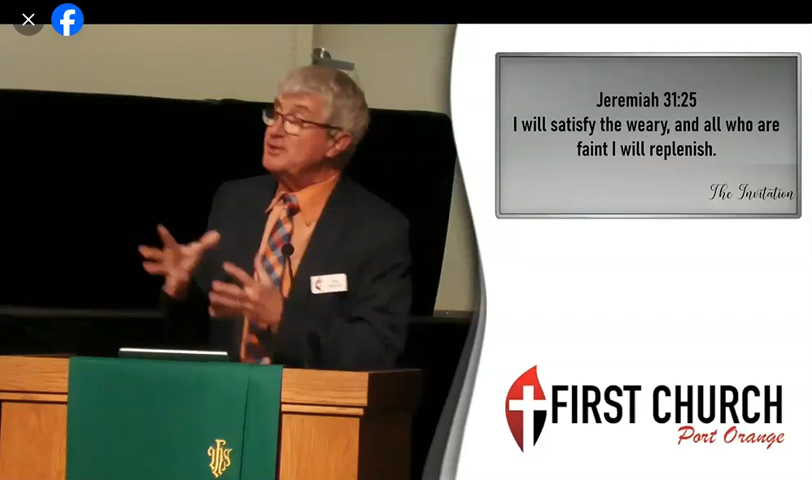 Jeremiah 31:25
I will satisfy the weary, and all who are
faint I will replenish.
The Invitation
FIRST CHURCH
Port Orange